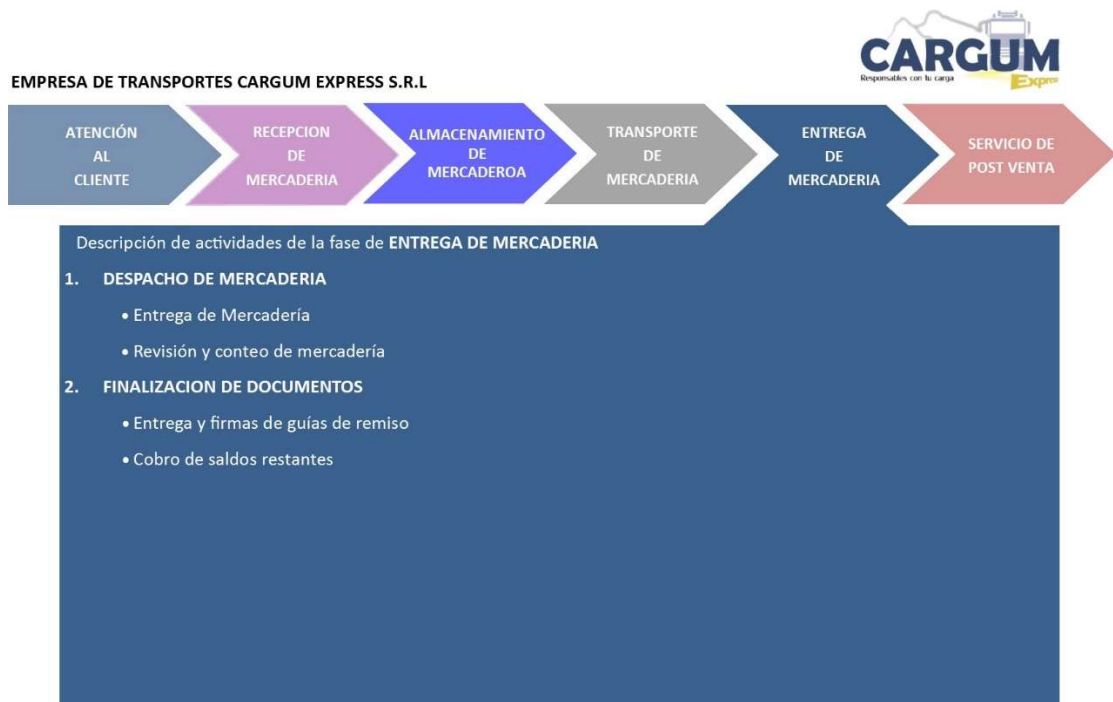 CARGUM
Responsables con tu carga
Express
EMPRESA DE TRANSPORTES CARGUM EXPRESS S.R.L
ATENCIÓN
AL
CLIENTE
RECEPCION
DE
MERCADERIA
ALMACENAMIENTO
DE
MERCADEROA
TRANSPORTE
DE
MERCADERIA
ENTREGA
DE
MERCADERIA
SERVICIO DE
POST VENTA
Descripción de actividades de la fase de ENTREGA DE MERCADERIA
1. DESPACHO DE MERCADERIA
• Entrega de Mercadería
• Revisión y conteo de mercadería
2. FINALIZACION DE DOCUMENTOS
• Entrega y firmas de guías de remiso
• Cobro de saldos restantes